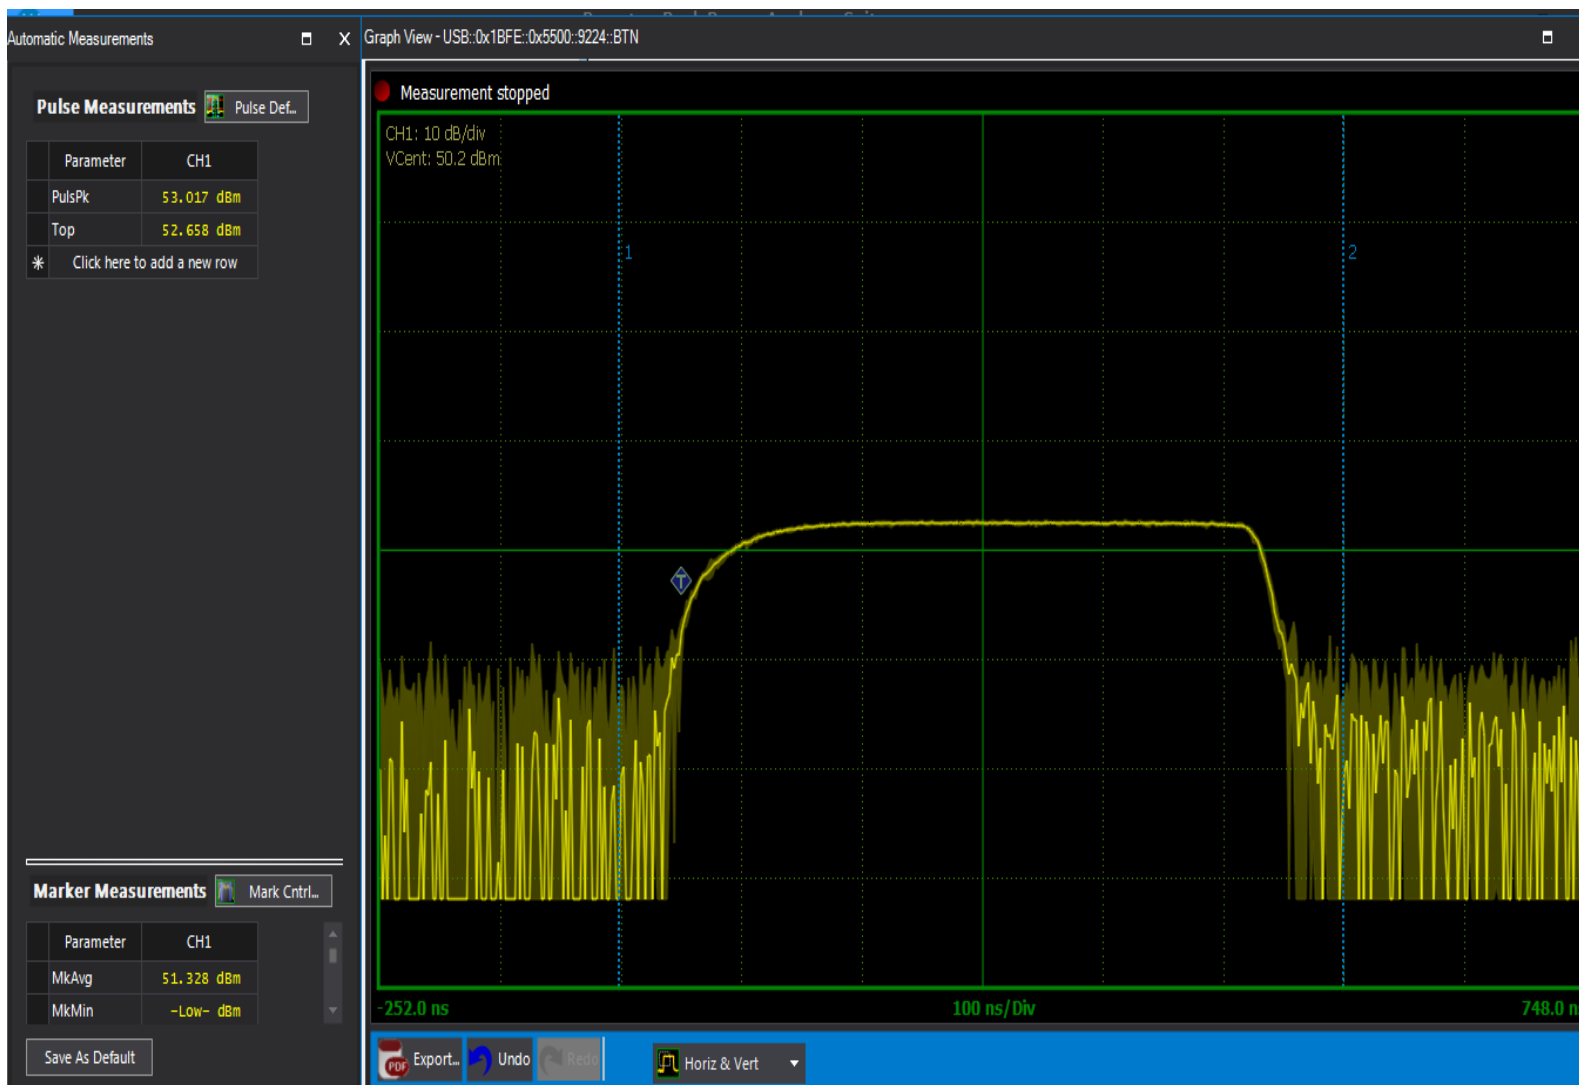 Automatic Measurements
X
Graph View - USB::0x1BFE::0x5500::9224::BTN
Pulse Measurements
Pulse Def...
Parameter CH1
PulsPk 53.017 dBm
Top 52.658 dBm
Click here to add a new row
Measurement stopped
CH1: 10 dB/div
VCent: 50.2 dBm
1
2
T
-252.0 ns
100 ns/Div
748.0 n
Marker Measurements
Mark Cntrl...
Parameter CH1
MkAvg 51.328 dBm
MkMin -Low- dBm
Save As Default
PDF
Export...
Undo
Redo
Horiz & Vert